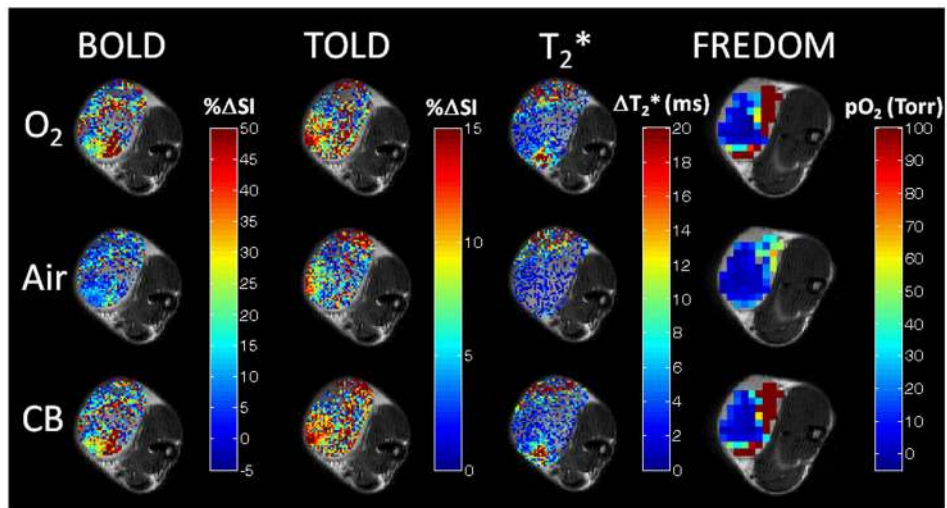 BOLD TOLD T₂* FREDOM
%ΔSI %ΔSI ΔT₂* (ms) pO₂ (Torr)
O₂
50 15 20 100
45 18 90
40 16 80
35 14 70
30 10 12 60
Air
25 10 50
20 8 40
15 5 6 30
10 20
5 4 10
CB
0 2 0
-5 0 0